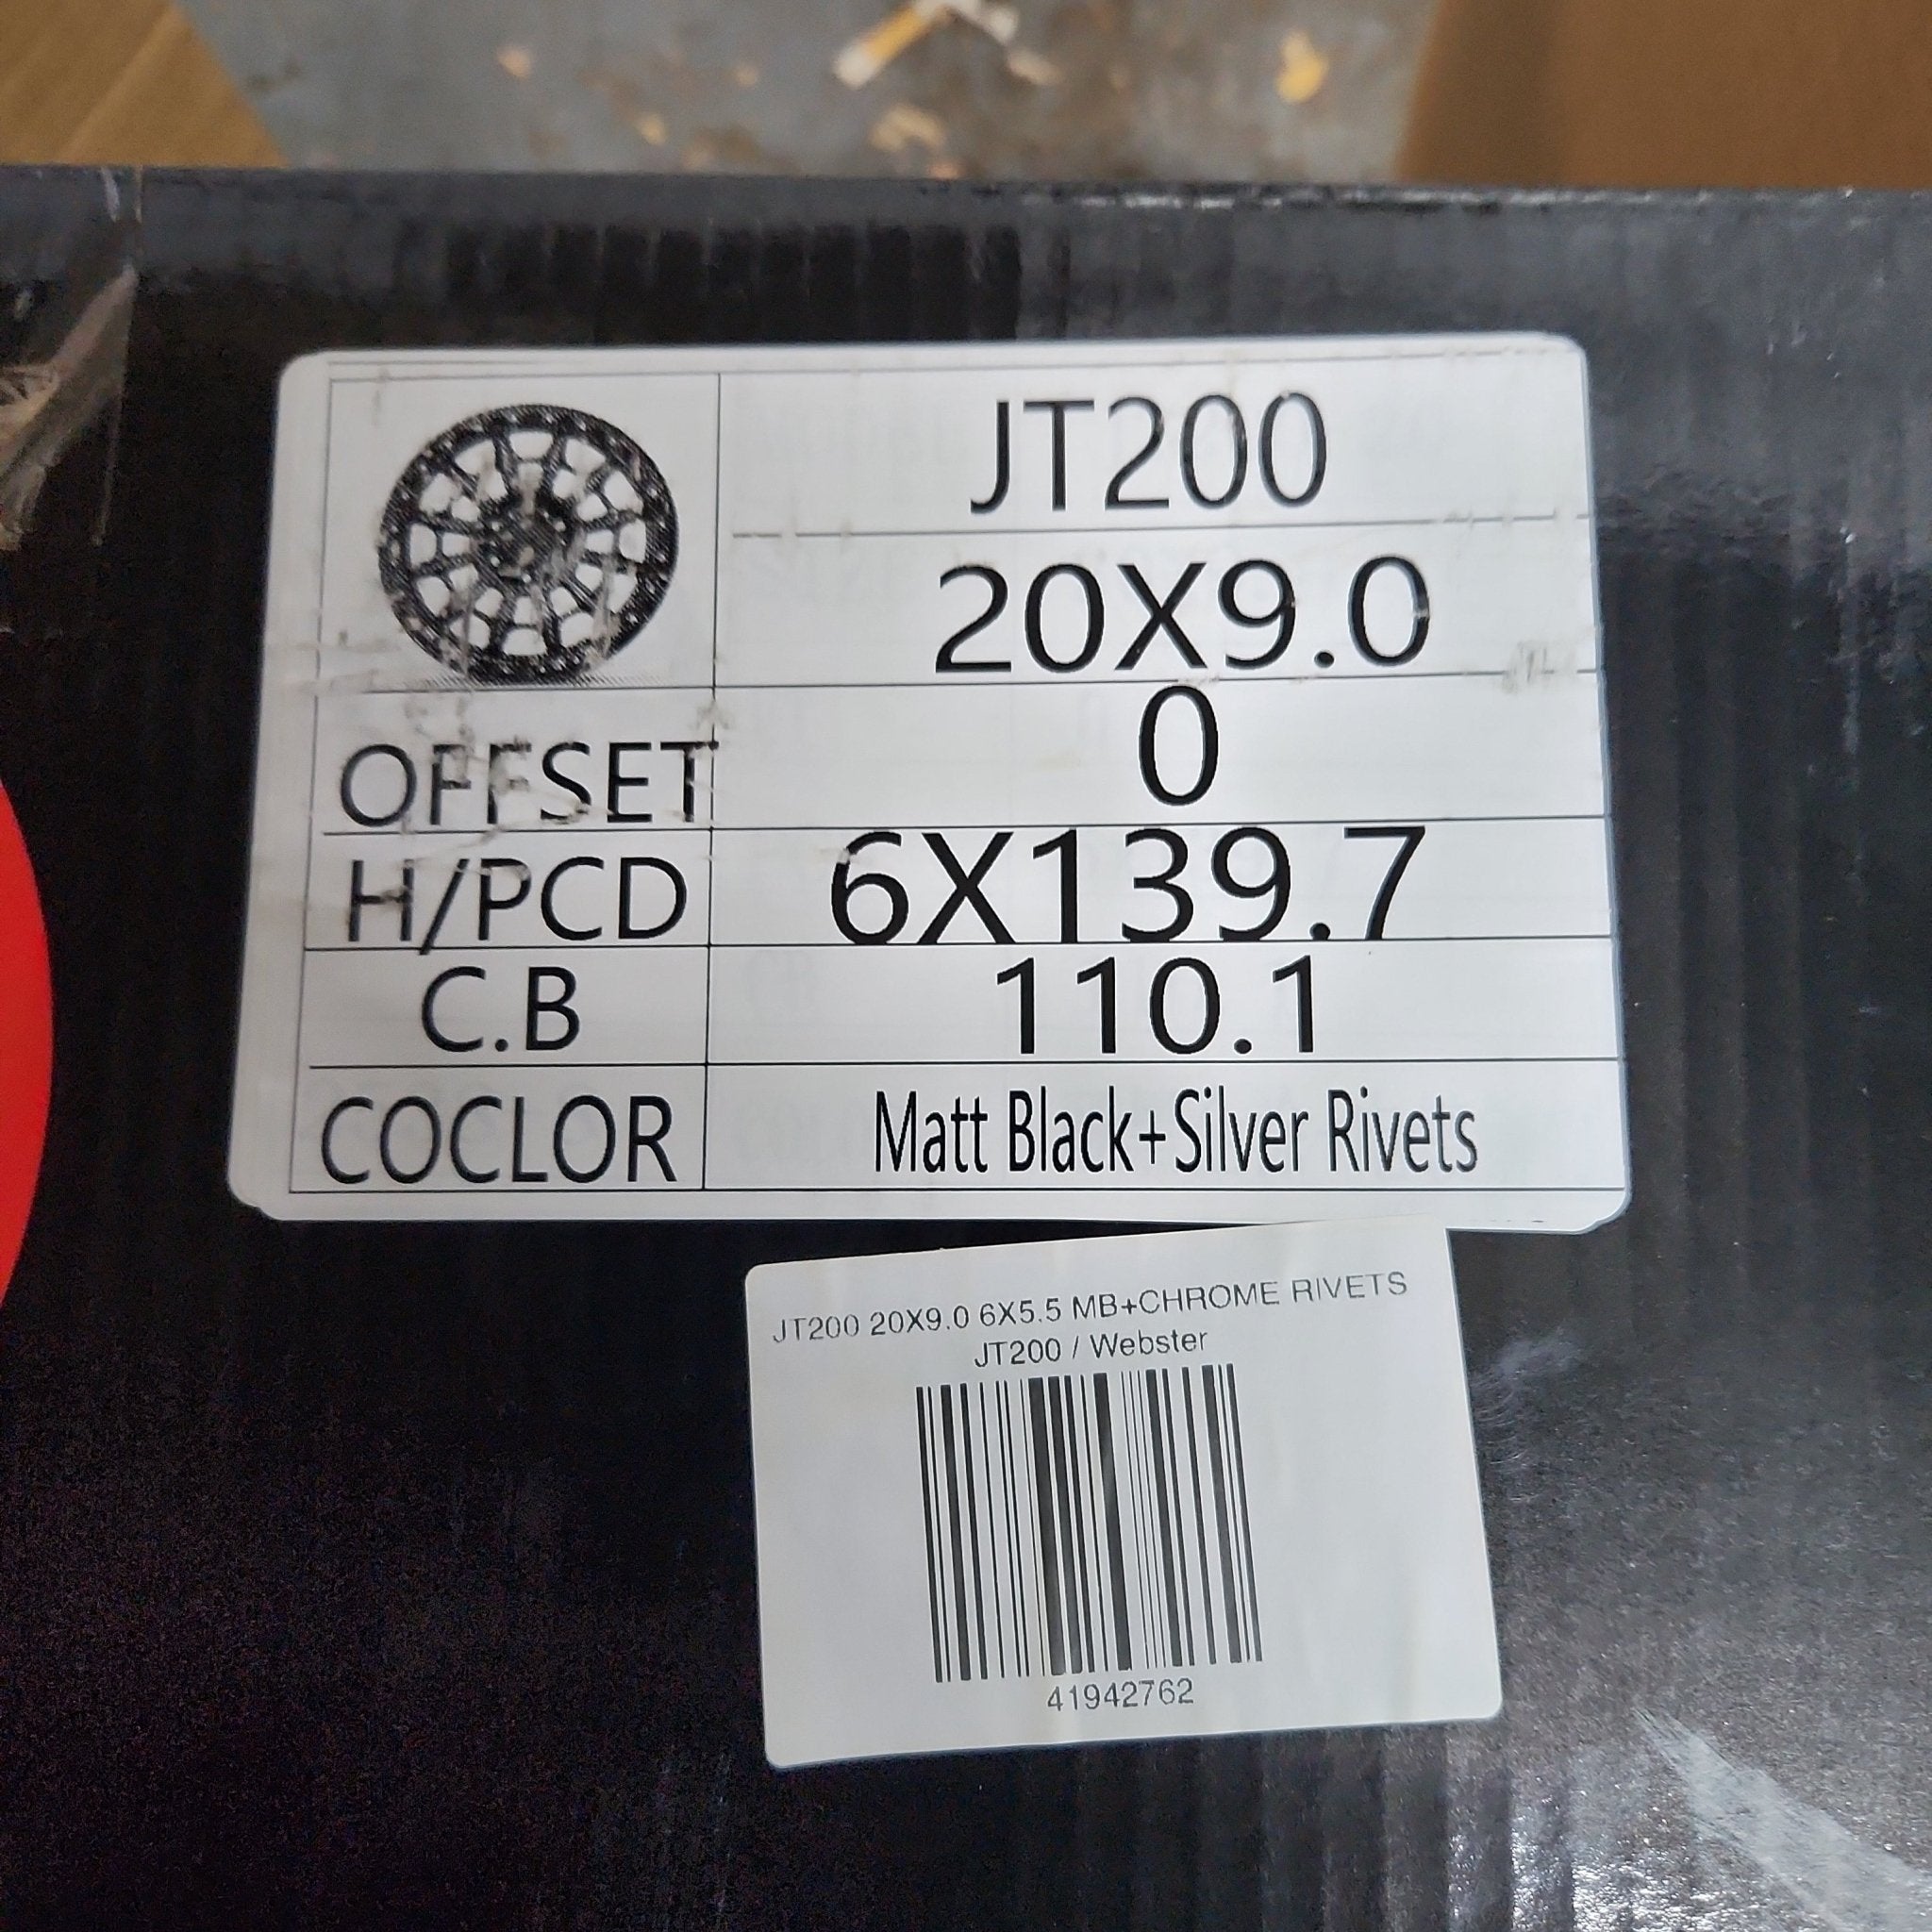 JT200
20X9.0
OFFSET 0
H/PCD 6X139.7
C.B 110.1
COCLOR Matt Black+Silver Rivets
JT200 20X9.0 6X5.5 MB+CHROME RIVETS
JT200 / Webster
41942762